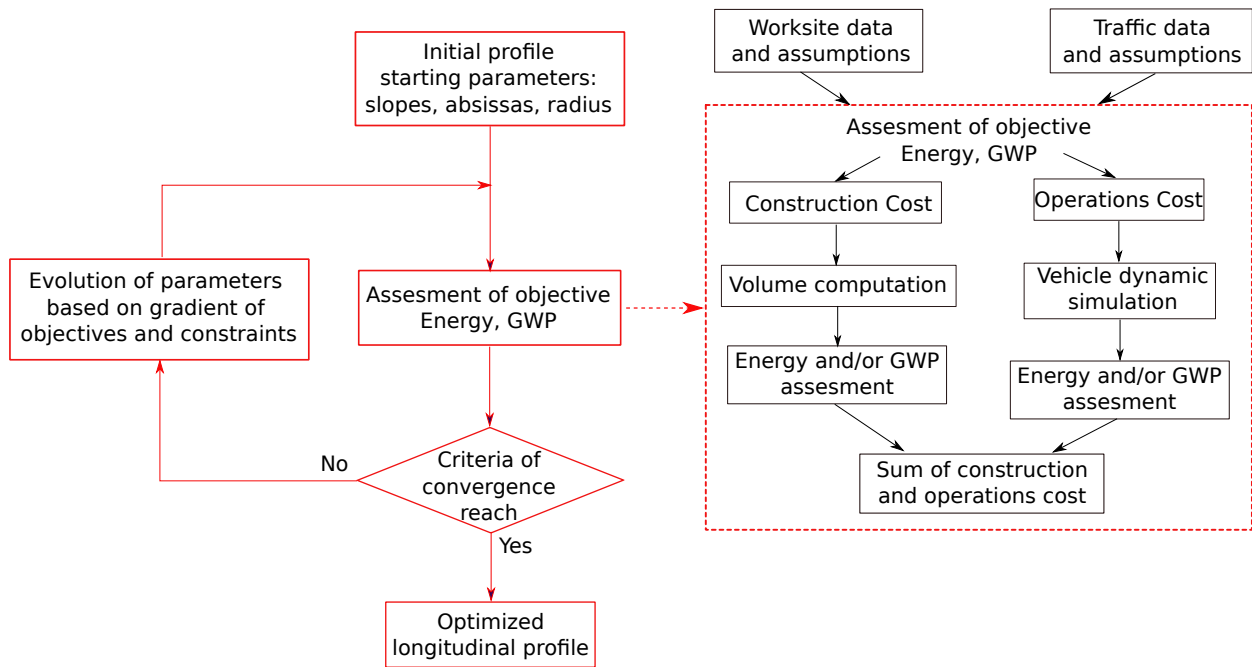 Initial profile
starting parameters:
slopes, absissas, radius
Evolution of parameters
based on gradient of
objectives and constraints
Assesment of objective
Energy, GWP
No
Criteria of
convergence
reach
Yes
Optimized
longitudinal profile
Worksite data
and assumptions
Traffic data
and assumptions
Assesment of objective
Energy, GWP
Construction Cost
Operations Cost
Volume computation
Vehicle dynamic
simulation
Energy and/or GWP
assesment
Energy and/or GWP
assesment
Sum of construction
and operations cost